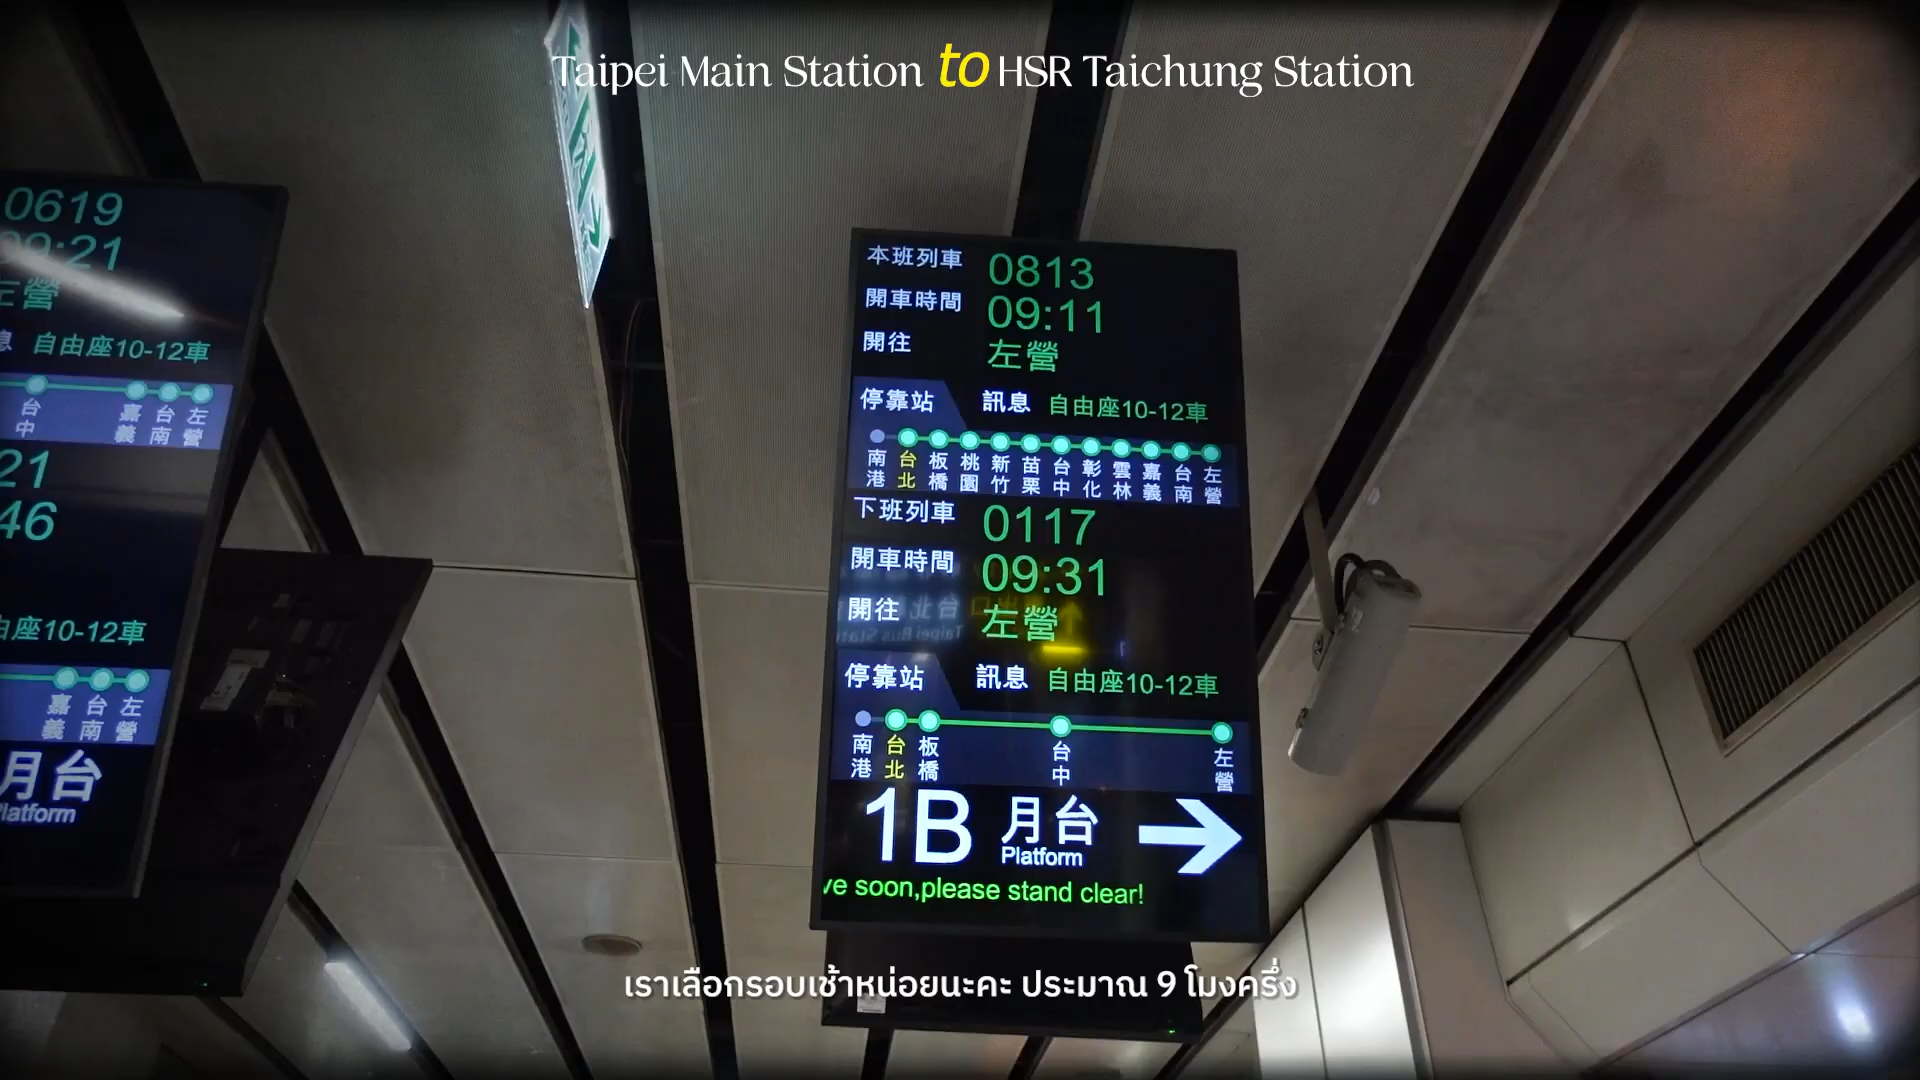 Taipei Main Station to HSR Taichung Station
0619
09:21
左營
息 自由座10-12車
台中 嘉義 台南 左營
21
46
由座10-12車
嘉義 台南 左營
月台
Platform
本班列車 0813
開車時間 09:11
開往 左營
停靠站 訊息 自由座10-12車
南港 台北 板橋 桃園 新竹 苗栗 台中 彰化 雲林 嘉義 台南 左營
下班列車 0117
開車時間 09:31
開往 左營
停靠站 訊息 自由座10-12車
南港 台北 板橋 台中 左營
1B 月台 Platform
ve soon,please stand clear!
เราเลือกรอบเช้าหน่อยนะคะ ประมาณ 9 โมงครึ่ง